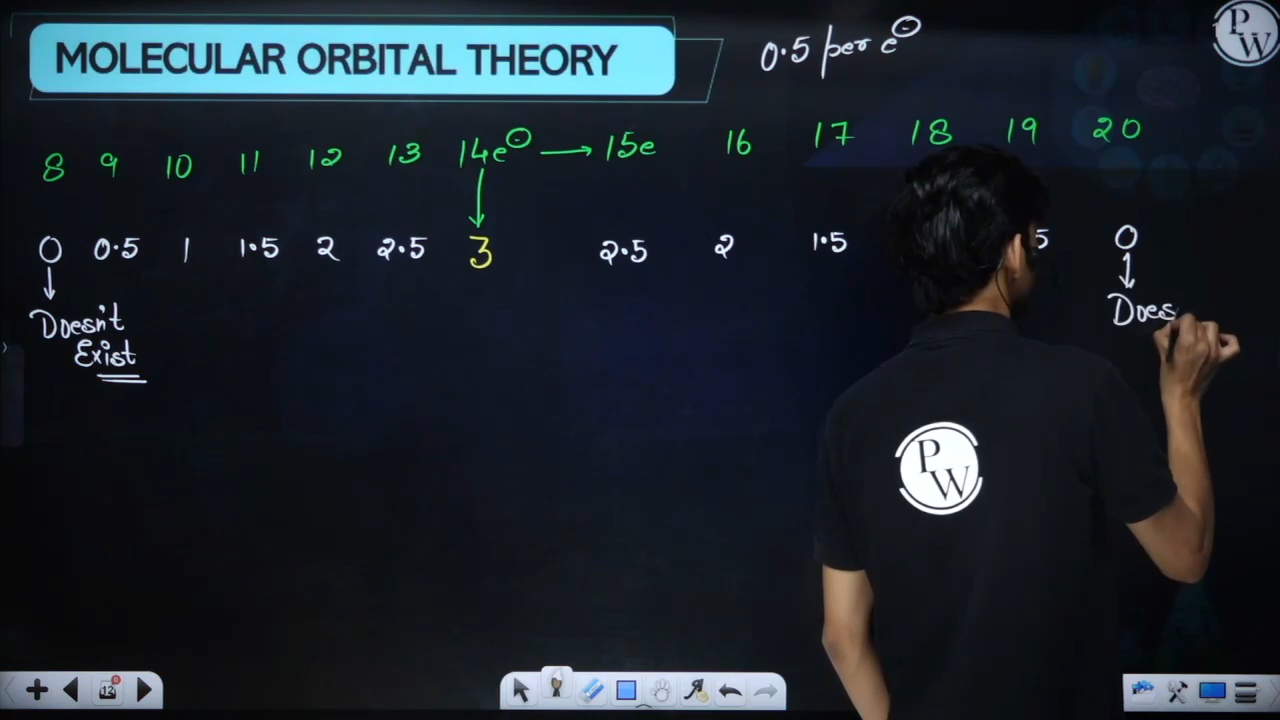 MOLECULAR ORBITAL THEORY
0.5 per e⊖
PW
8 9 10 11 12 13 14e⊖ → 15e 16 17 18 19 20
0 0.5 1 1.5 2 2.5 3 2.5 2 1.5 5 0
Doesn't
Exist
Does
PW
12